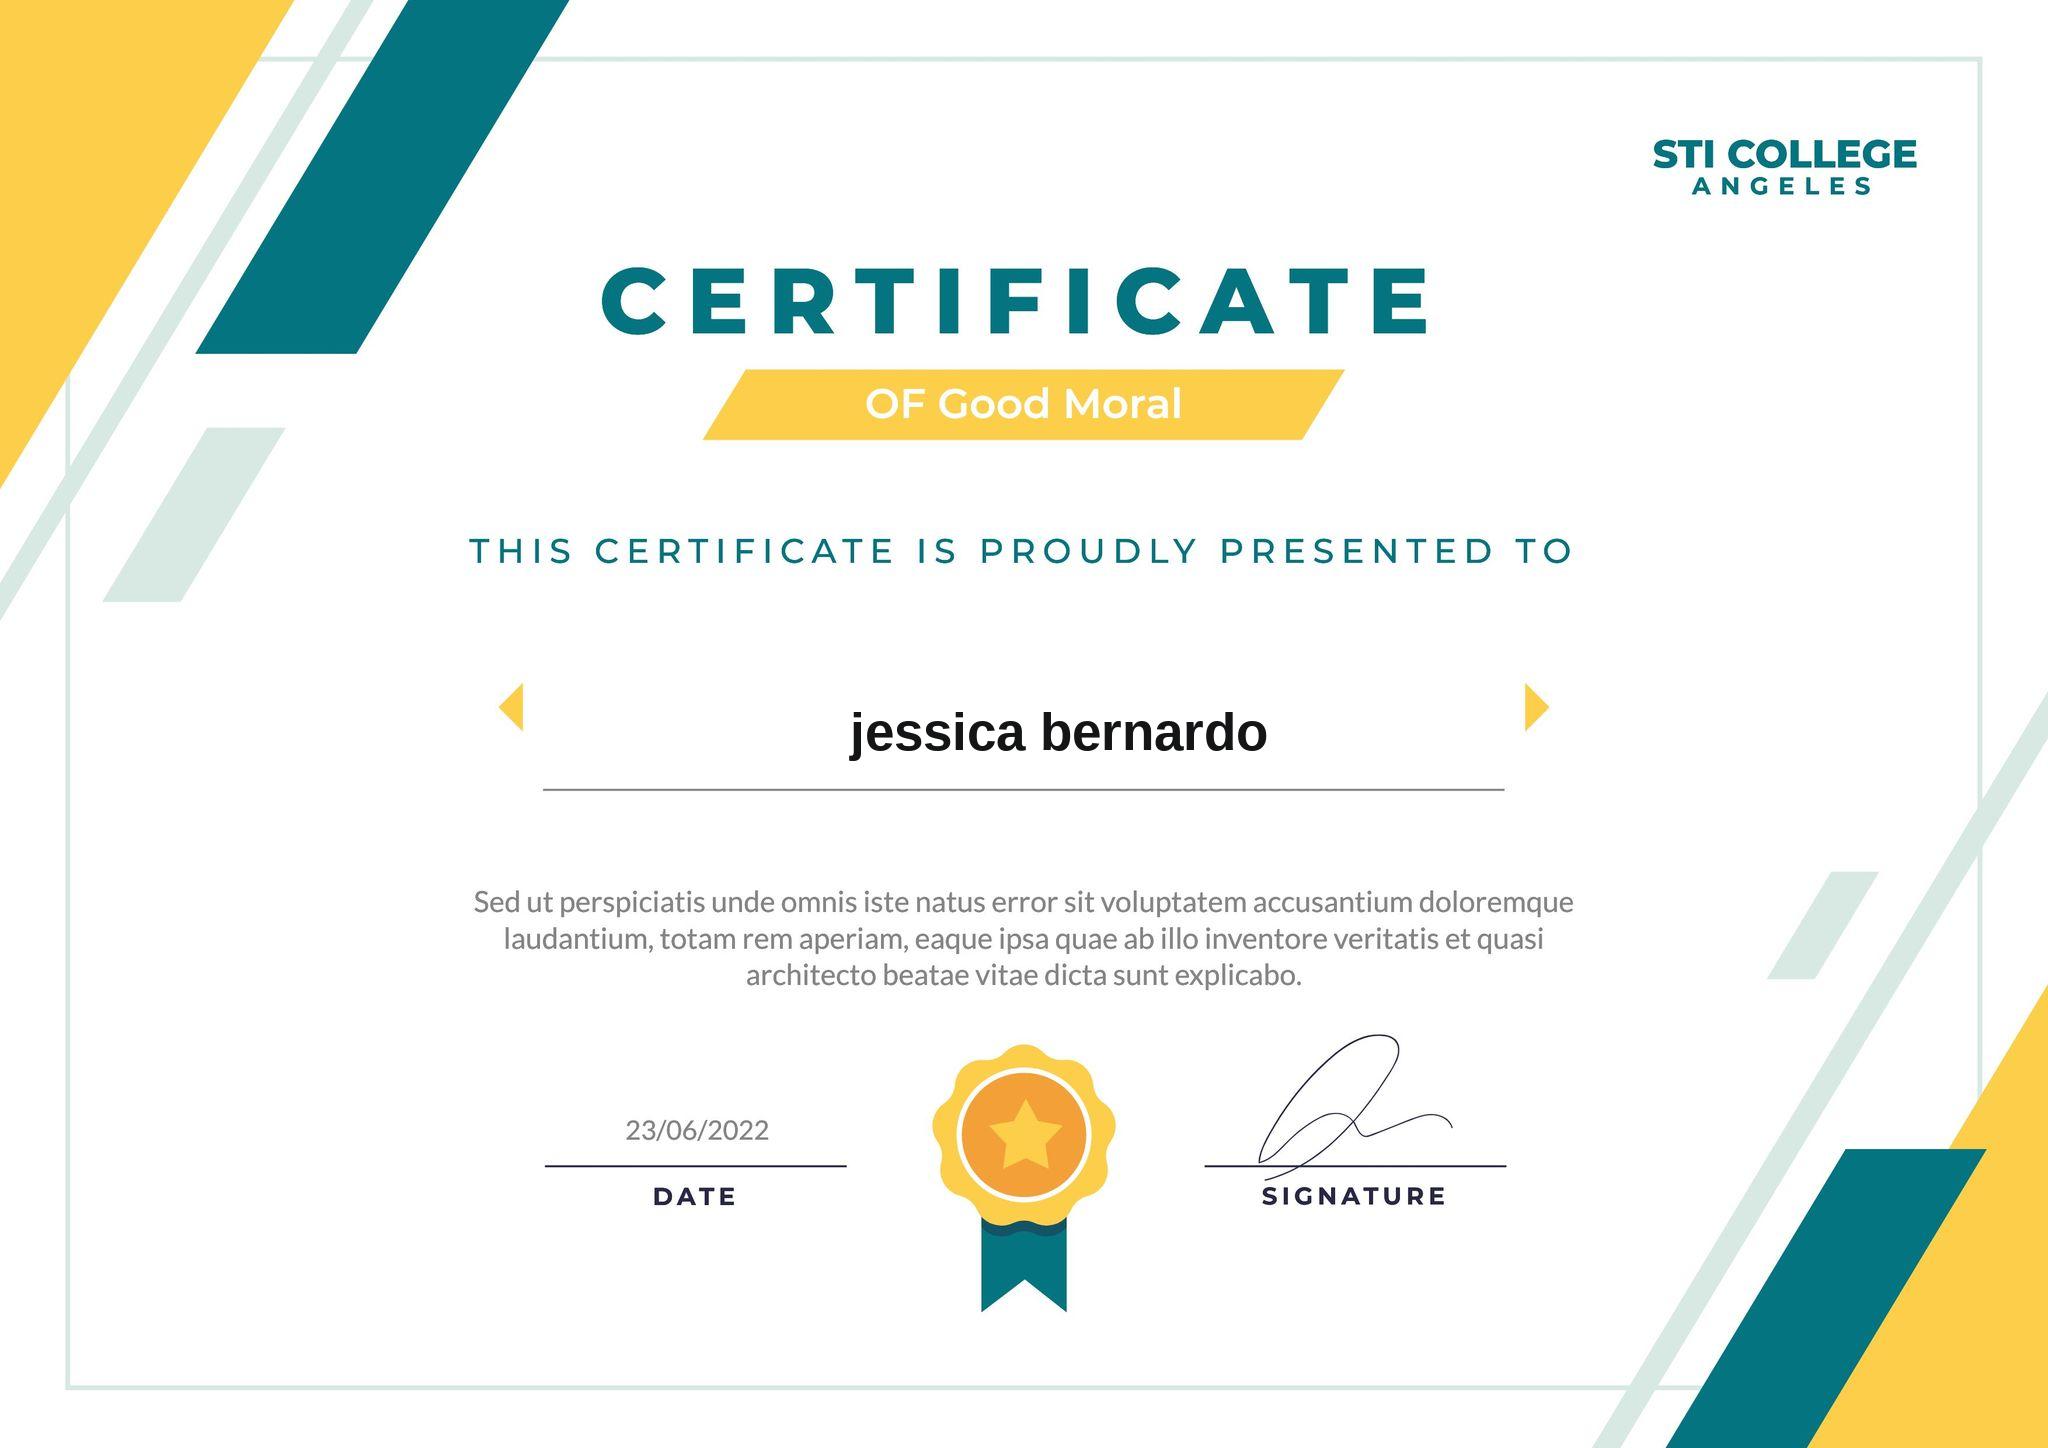 STI COLLEGE
ANGELES
CERTIFICATE
OF Good Moral
THIS CERTIFICATE IS PROUDLY PRESENTED TO
jessica bernardo
Sed ut perspiciatis unde omnis iste natus error sit voluptatem accusantium doloremque
laudantium, totam rem aperiam, eaque ipsa quae ab illo inventore veritatis et quasi
architecto beatae vitae dicta sunt explicabo.
23/06/2022
DATE
SIGNATURE